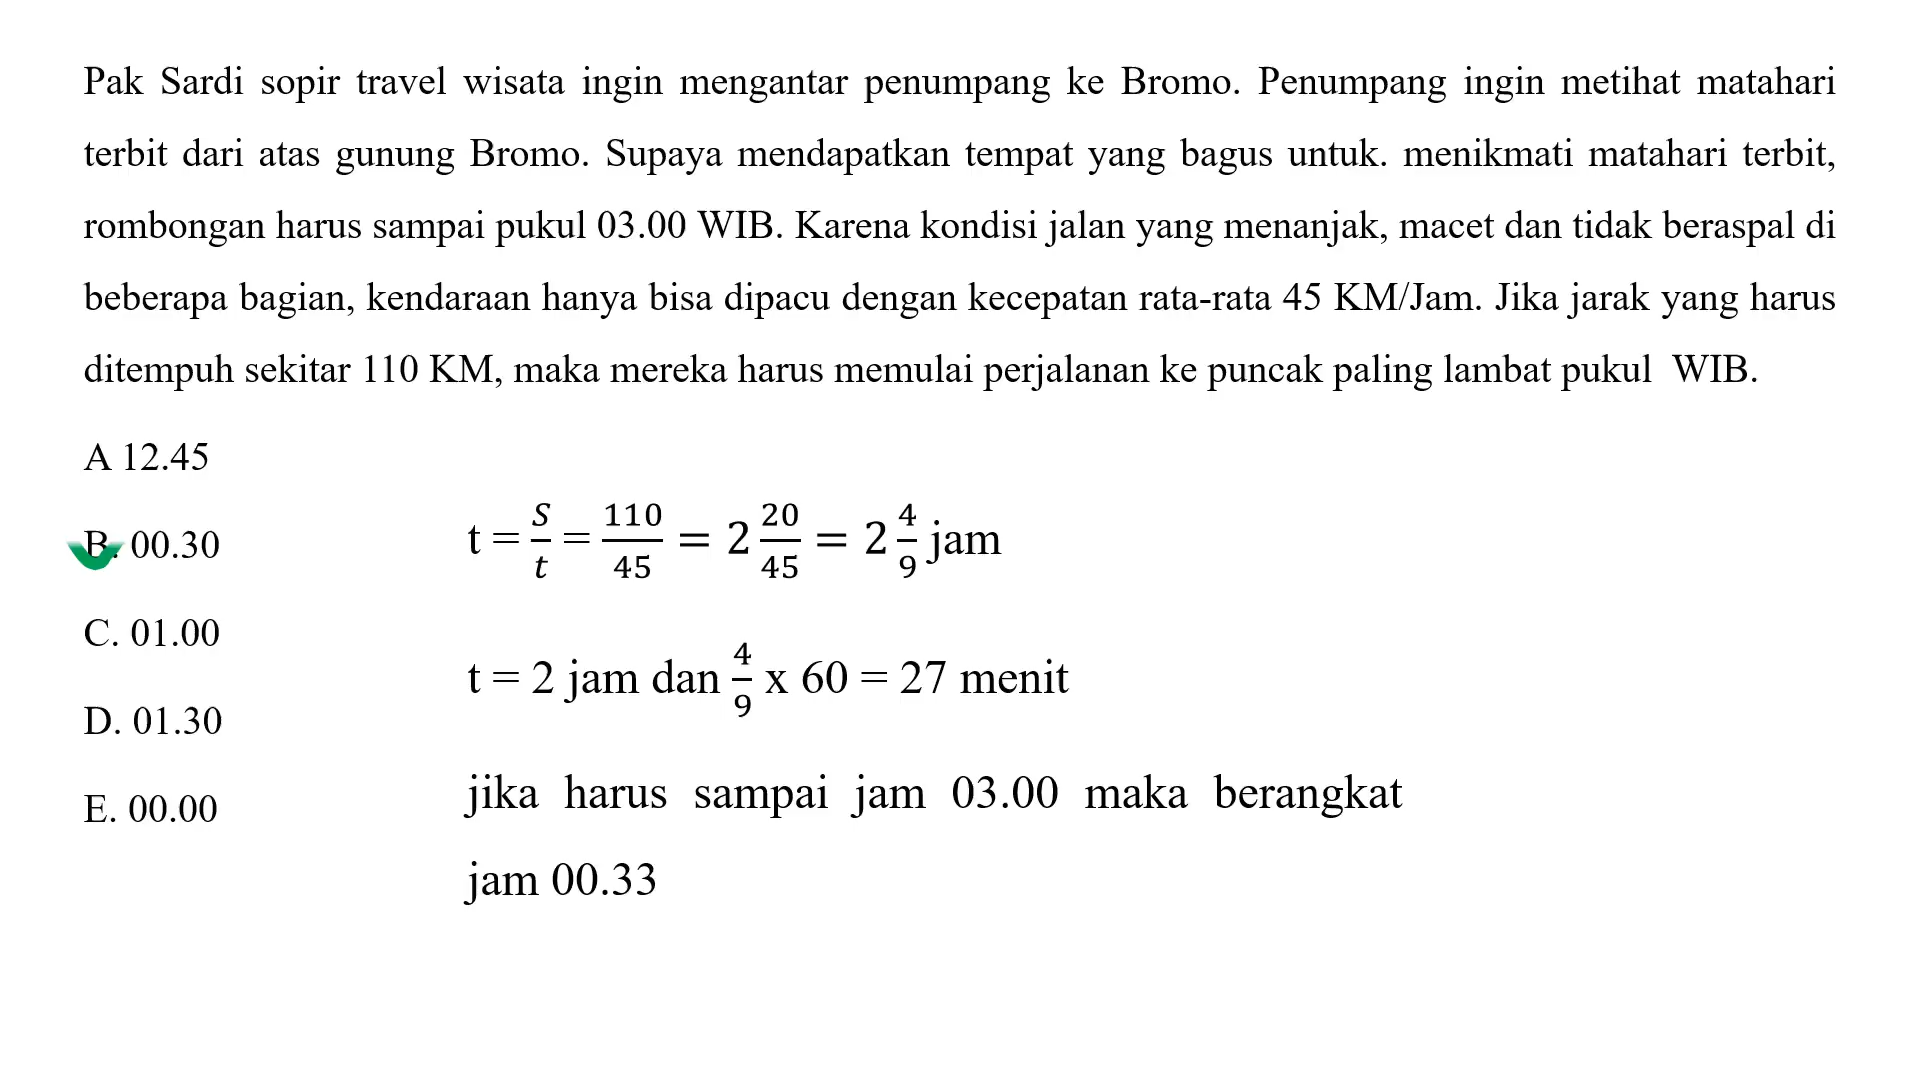 Pak Sardi sopir travel wisata ingin mengantar penumpang ke Bromo. Penumpang ingin metihat matahari
terbit dari atas gunung Bromo. Supaya mendapatkan tempat yang bagus untuk. menikmati matahari terbit,
rombongan harus sampai pukul 03.00 WIB. Karena kondisi jalan yang menanjak, macet dan tidak beraspal di
beberapa bagian, kendaraan hanya bisa dipacu dengan kecepatan rata-rata 45 KM/Jam. Jika jarak yang harus
ditempuh sekitar 110 KM, maka mereka harus memulai perjalanan ke puncak paling lambat pukul  WIB.
A 12.45
B. 00.30
C. 01.00
D. 01.30
E. 00.00
t = S/t = 110/45 = 2 20/45 = 2 4/9 jam
t = 2 jam dan 4/9 x 60 = 27 menit
jika harus sampai jam 03.00 maka berangkat
jam 00.33